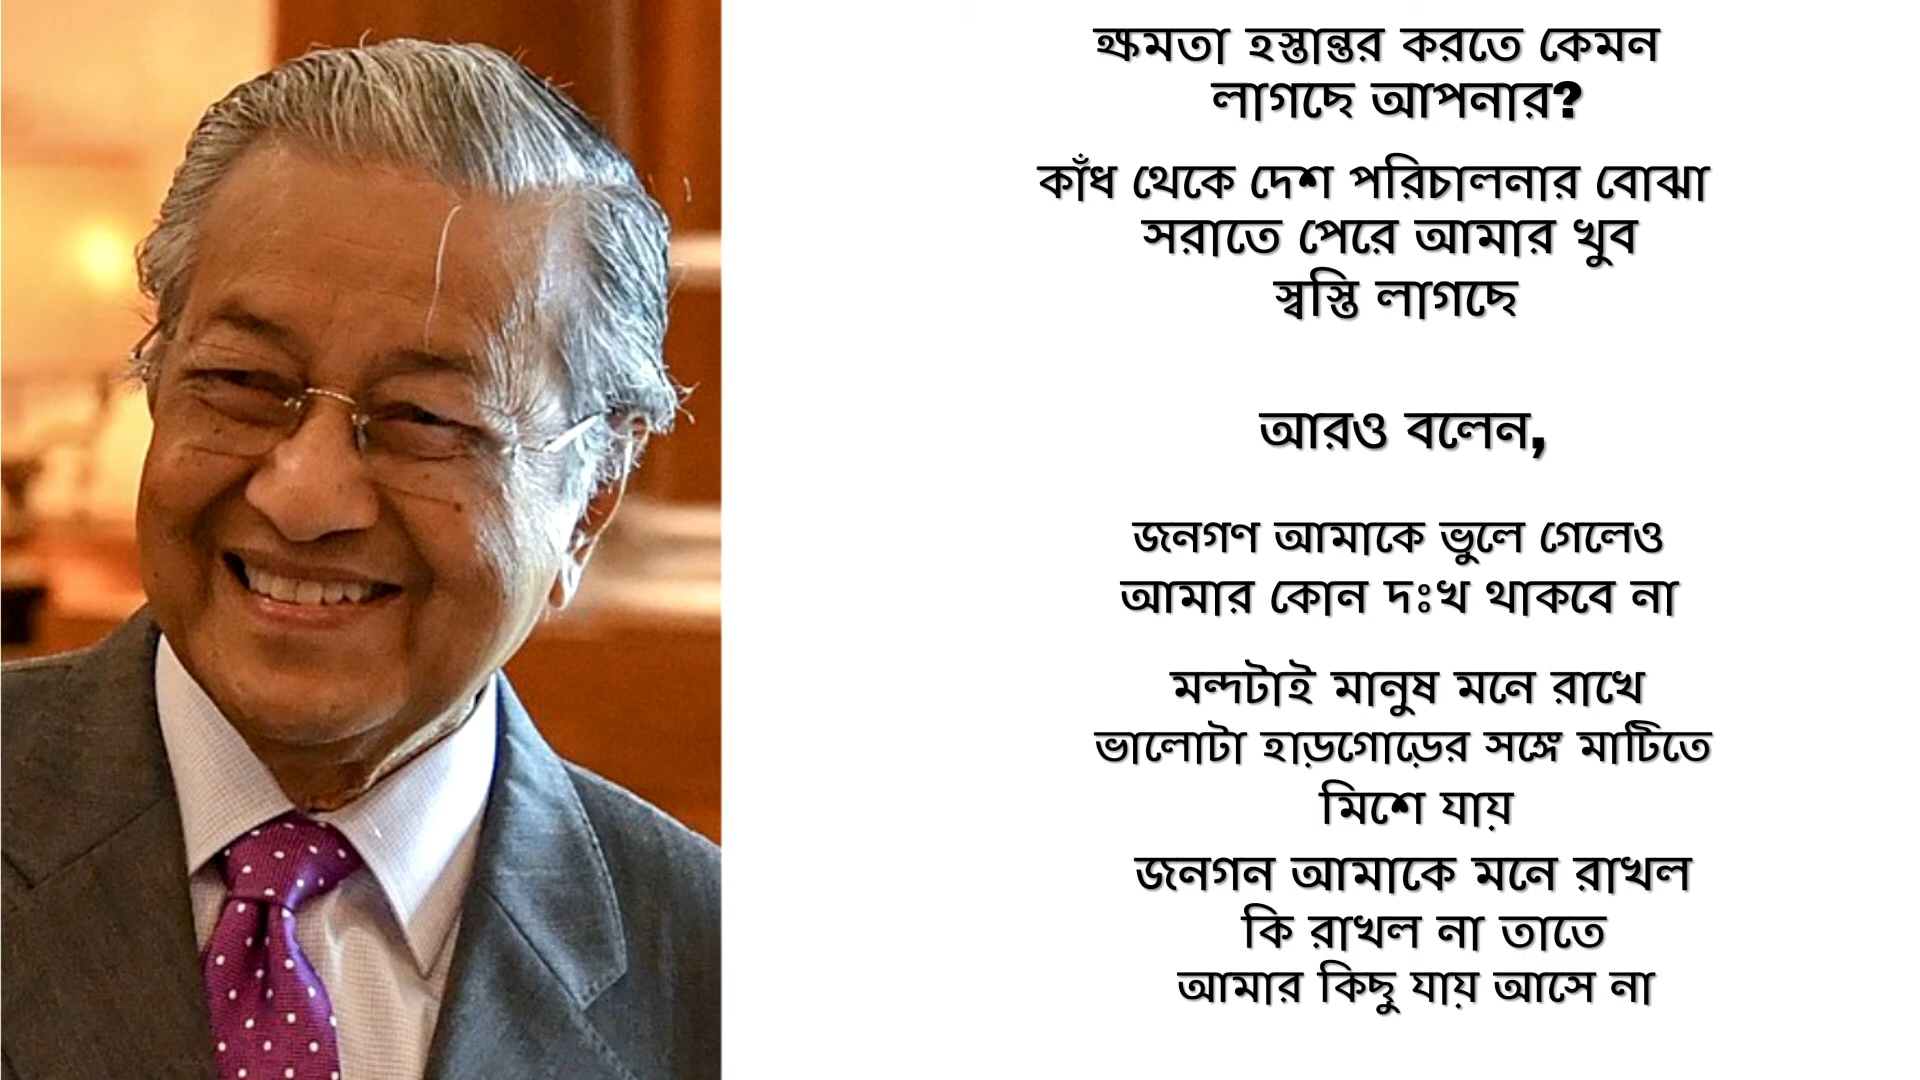 ক্ষমতা হস্তান্তর করতে কেমন
লাগছে আপনার?
কাঁধ থেকে দেশ পরিচালনার বোঝা
সরাতে পেরে আমার খুব
স্বস্তি লাগছে
আরও বলেন,
জনগণ আমাকে ভুলে গেলেও
আমার কোন দঃখ থাকবে না
মন্দটাই মানুষ মনে রাখে
ভালোটা হাড়গোড়ের সঙ্গে মাটিতে
মিশে যায়
জনগন আমাকে মনে রাখল
কি রাখল না তাতে
আমার কিছু যায় আসে না